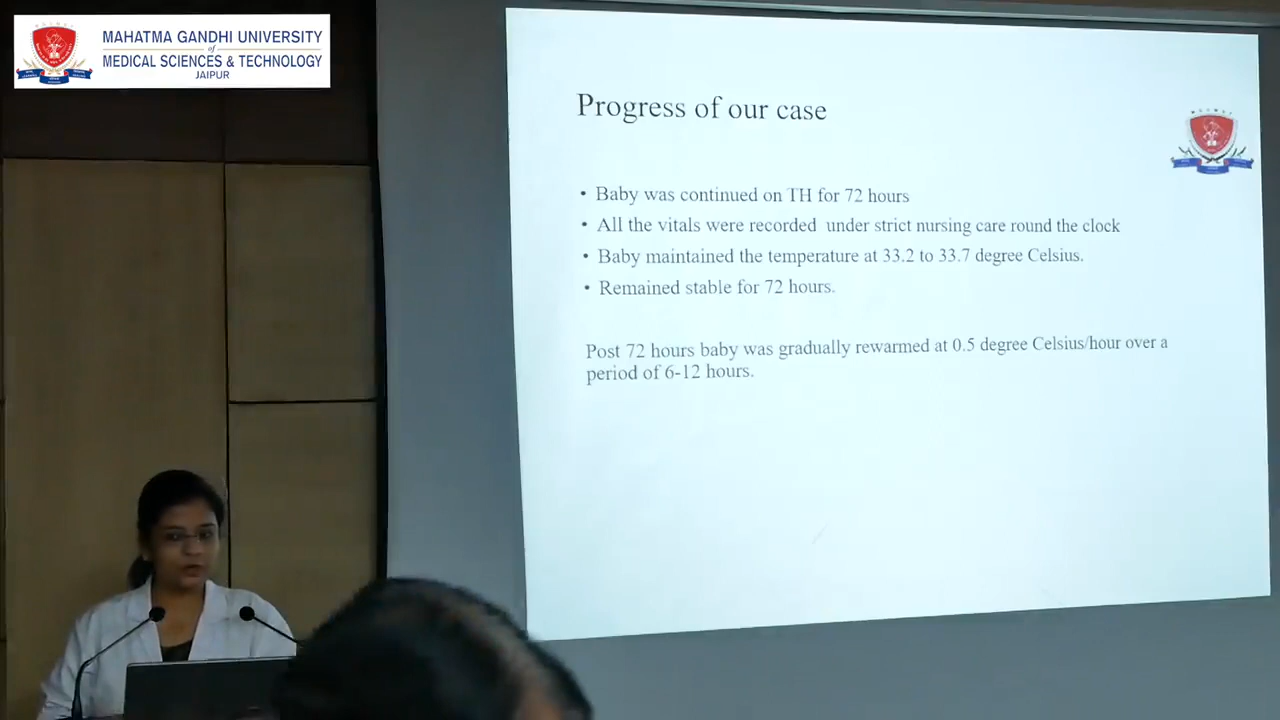 MAHATMA GANDHI UNIVERSITY
of
MEDICAL SCIENCES & TECHNOLOGY
JAIPUR
Progress of our case
• Baby was continued on TH for 72 hours
• All the vitals were recorded under strict nursing care round the clock
• Baby maintained the temperature at 33.2 to 33.7 degree Celsius.
• Remained stable for 72 hours.
Post 72 hours baby was gradually rewarmed at 0.5 degree Celsius/hour over a
period of 6-12 hours.